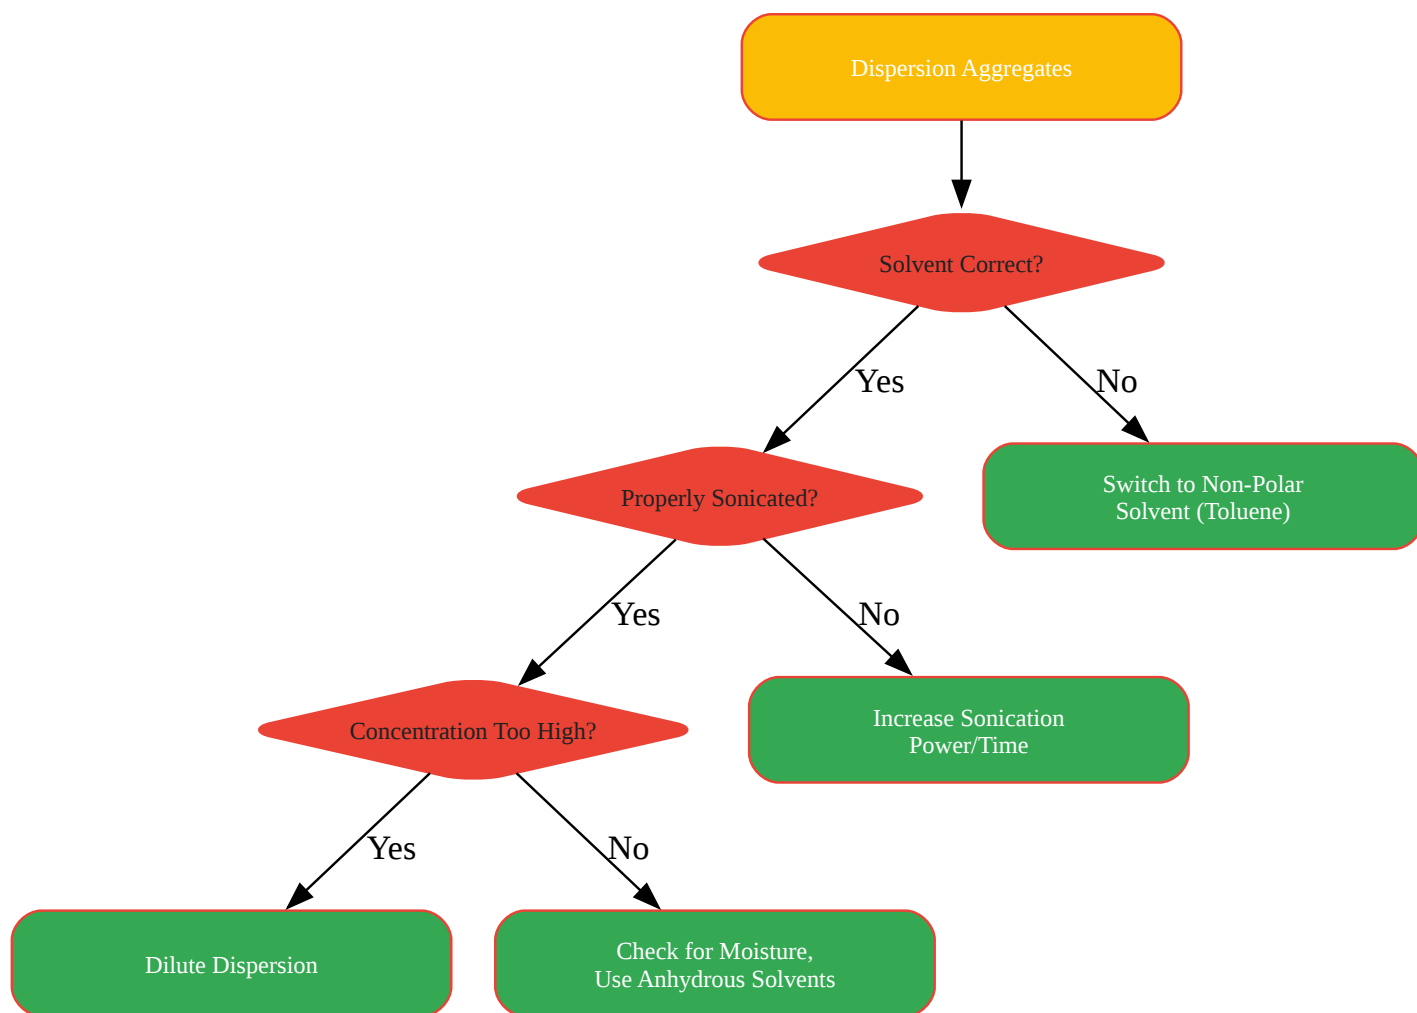 Dispersion Aggregates
Solvent Correct?
Yes
No
Properly Sonicated?
Switch to Non-Polar
Solvent (Toluene)
Yes
No
Concentration Too High?
Increase Sonication
Power/Time
Yes
No
Dilute Dispersion
Check for Moisture,
Use Anhydrous Solvents